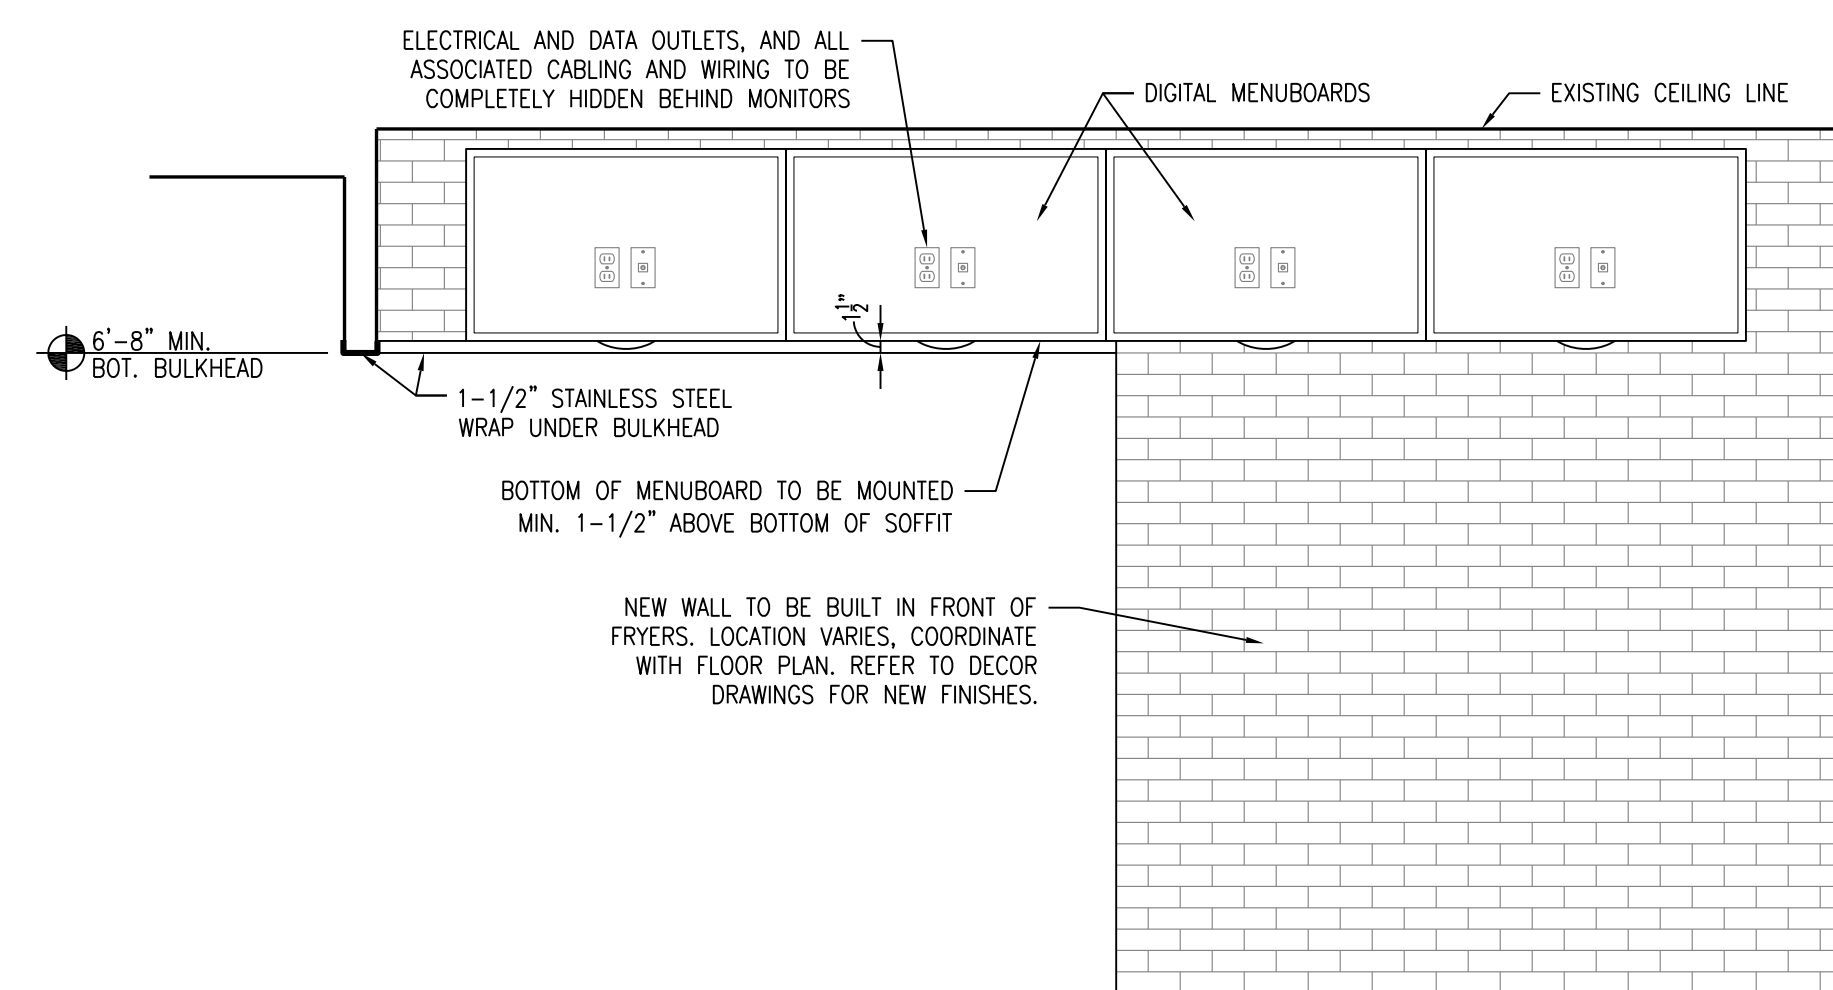 ELECTRICAL AND DATA OUTLETS, AND ALL
ASSOCIATED CABLING AND WIRING TO BE
COMPLETELY HIDDEN BEHIND MONITORS
DIGITAL MENUBOARDS
EXISTING CEILING LINE
1 1/2"
6'-8" MIN.
BOT. BULKHEAD
1-1/2" STAINLESS STEEL
WRAP UNDER BULKHEAD
BOTTOM OF MENUBOARD TO BE MOUNTED
MIN. 1-1/2" ABOVE BOTTOM OF SOFFIT
NEW WALL TO BE BUILT IN FRONT OF
FRYERS. LOCATION VARIES, COORDINATE
WITH FLOOR PLAN. REFER TO DECOR
DRAWINGS FOR NEW FINISHES.